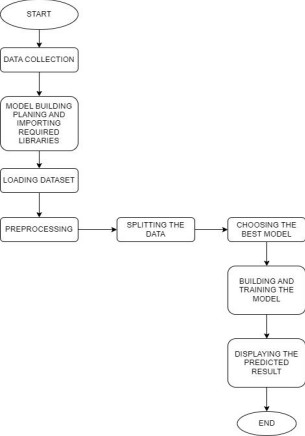 START
DATA COLLECTION
MODEL BUILDING
PLANING AND
IMPORTING
REQUIRED
LIBRARIES
LOADING DATASET
PREPROCESSING
SPLITTING THE
DATA
CHOOSING THE
BEST MODEL
BUILDING AND
TRAINING THE
MODEL
DISPLAYING THE
PREDICTED
RESULT
END